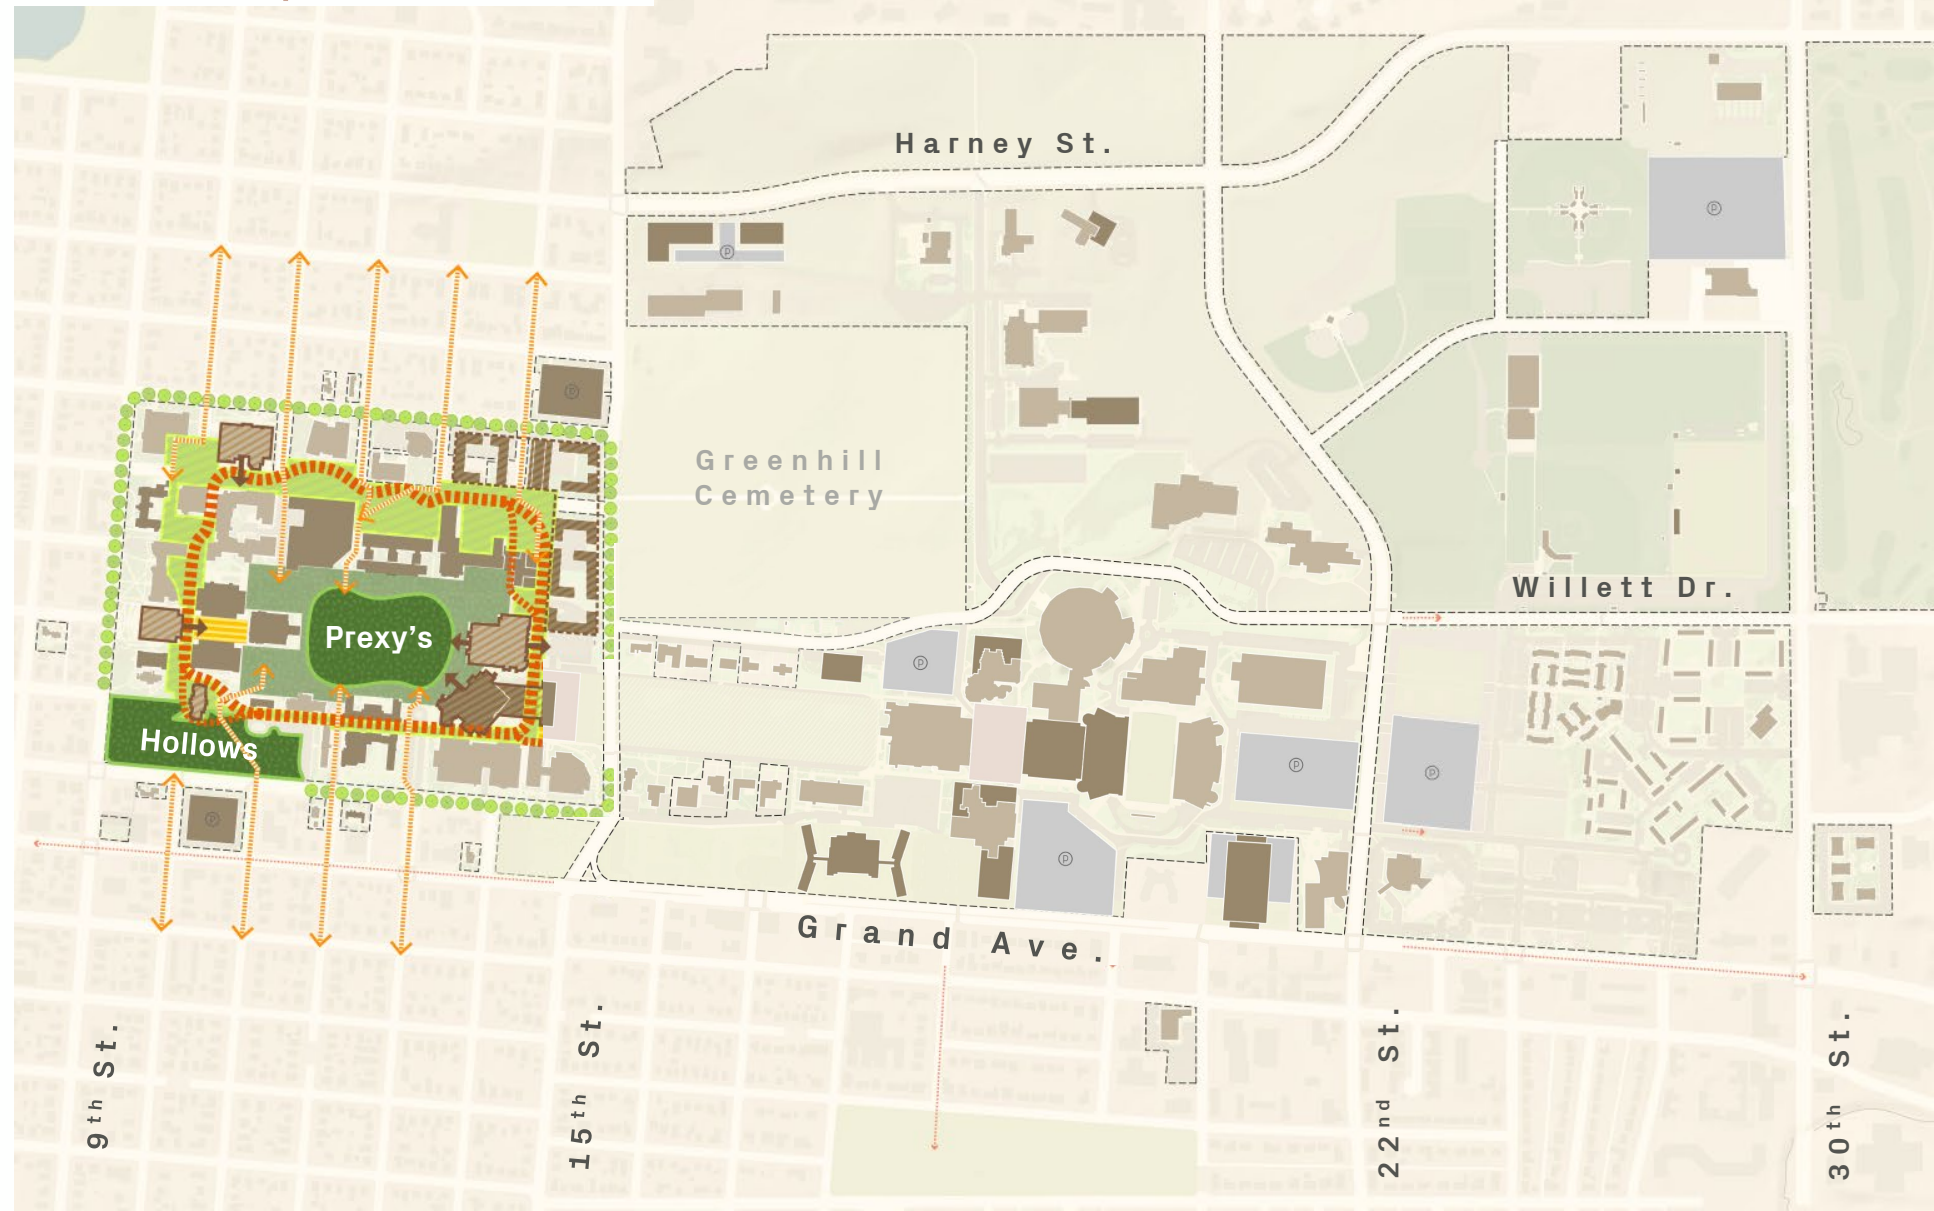 Harney St.
P
P
P
Greenhill
Cemetery
Willett Dr.
Prexy's
P
Hollows
P
P
P
P
Grand Ave.
9th St.
15th St.
22nd St.
30th St.